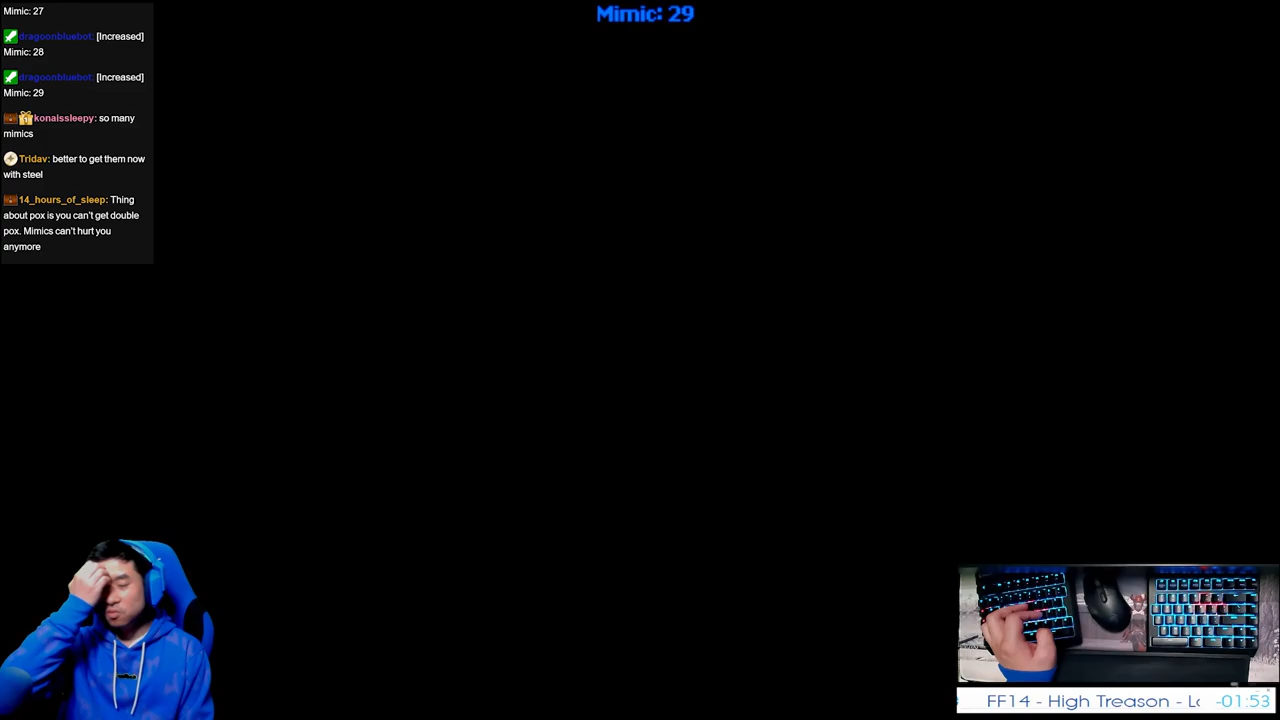 Mimic: 27
dragoonbluebot: [Increased]
Mimic: 28
dragoonbluebot: [Increased]
Mimic: 29
konaissleepy: so many
mimics
Tridav: better to get them now
with steel
14_hours_of_sleep: Thing
about pox is you can't get double
pox. Mimics can't hurt you
anymore
Mimic: 29
FF14 - High Treason - Lo
-01:53